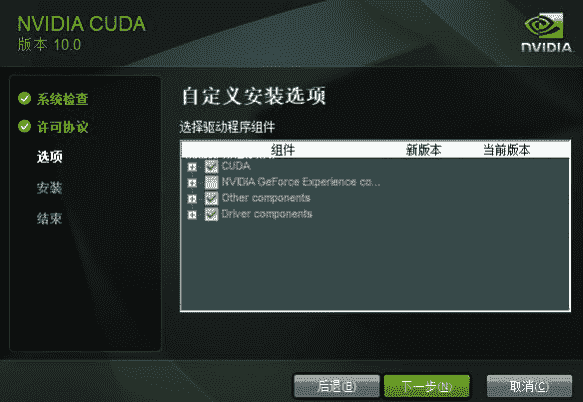 NVIDIA CUDA
版本 10.0
NVIDIA
系统检查
许可协议
选项
安装
结束
自定义安装选项
选择驱动程序组件
组件 新版本 当前版本
CUDA
NVIDIA GeForce Experience co...
Other components
Driver components
后退(B) 下一步(N) 取消(C)